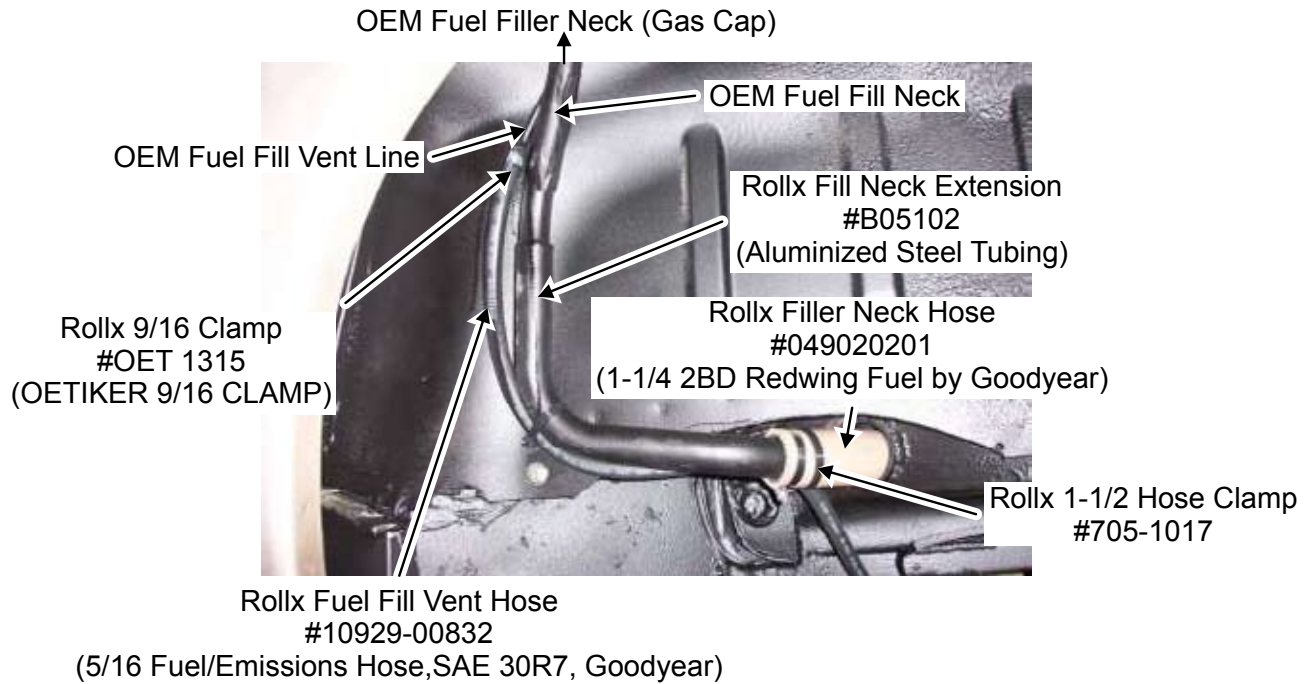 OEM Fuel Filler Neck (Gas Cap)
OEM Fuel Fill Neck
OEM Fuel Fill Vent Line
Rollx Fill Neck Extension
#B05102
(Aluminized Steel Tubing)
Rollx 9/16 Clamp
#OET 1315
(OETIKER 9/16 CLAMP)
Rollx Filler Neck Hose
#049020201
(1-1/4 2BD Redwing Fuel by Goodyear)
Rollx 1-1/2 Hose Clamp
#705-1017
Rollx Fuel Fill Vent Hose
#10929-00832
(5/16 Fuel/Emissions Hose,SAE 30R7, Goodyear)